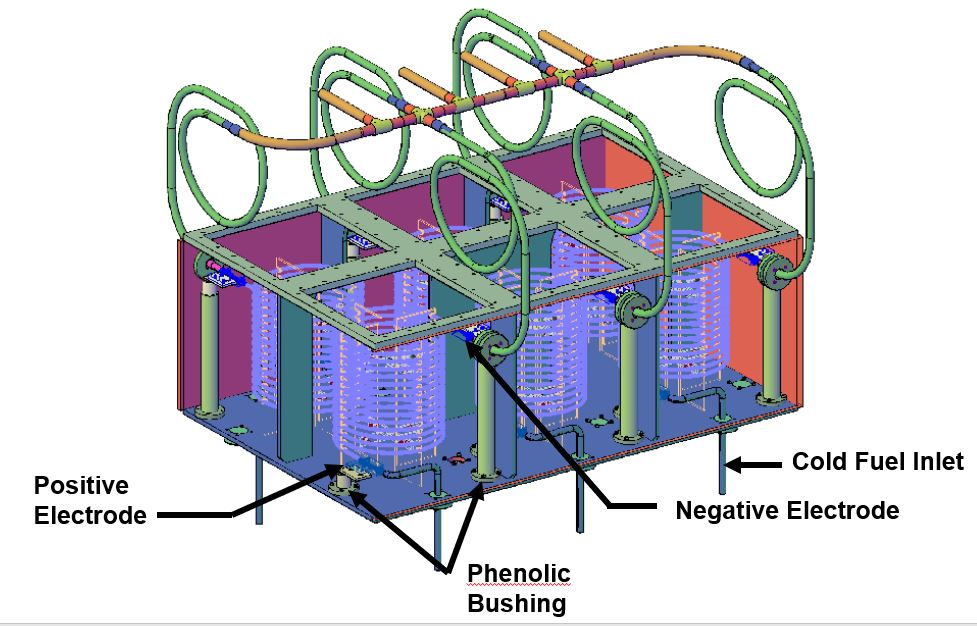 Positive
Electrode
Cold Fuel Inlet
Negative Electrode
Phenolic
Bushing